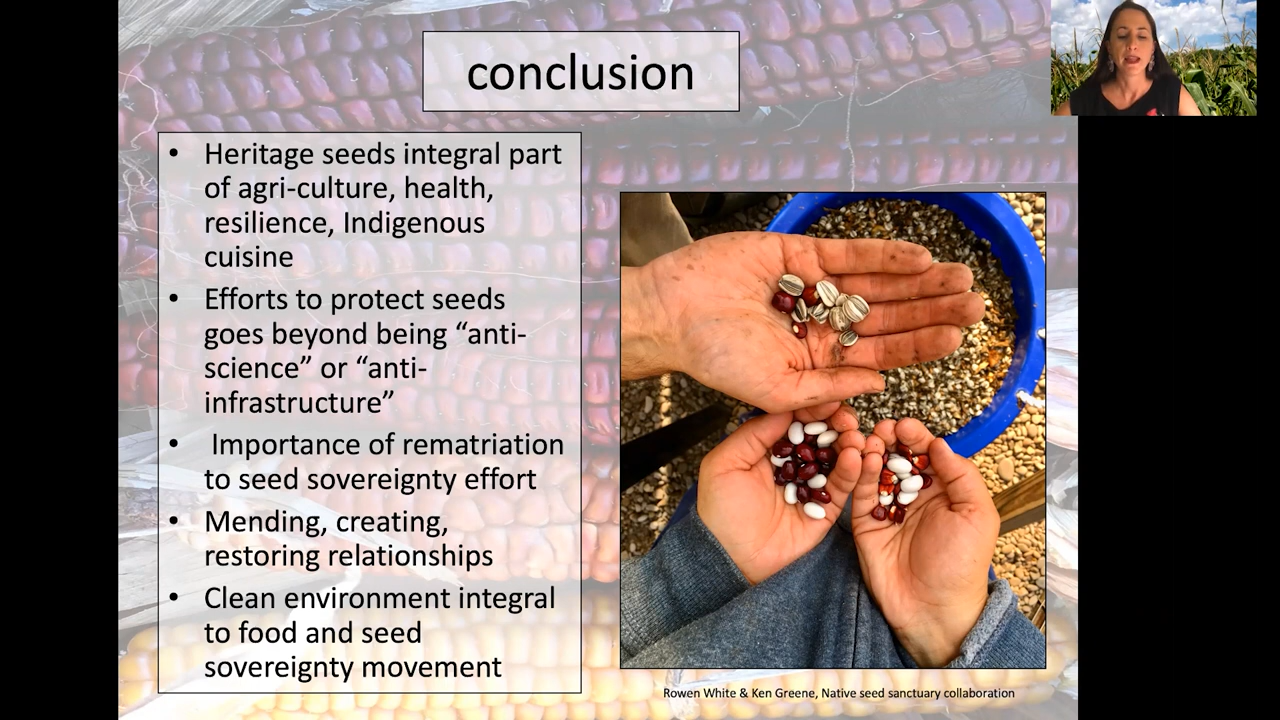 conclusion
• Heritage seeds integral part
of agri-culture, health,
resilience, Indigenous
cuisine
• Efforts to protect seeds
goes beyond being “anti-
science” or “anti-
infrastructure”
• Importance of rematriation
to seed sovereignty effort
• Mending, creating,
restoring relationships
• Clean environment integral
to food and seed
sovereignty movement
Rowen White & Ken Greene, Native seed sanctuary collaboration